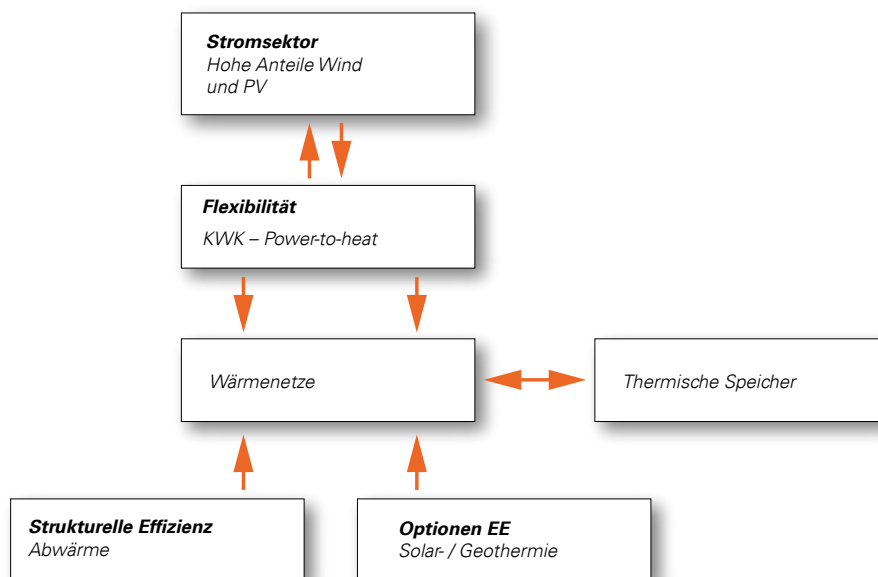 Stromsektor
Hohe Anteile Wind
und PV
Flexibilität
KWK – Power-to-heat
Wärmenetze
Thermische Speicher
Strukturelle Effizienz
Abwärme
Optionen EE
Solar- / Geothermie